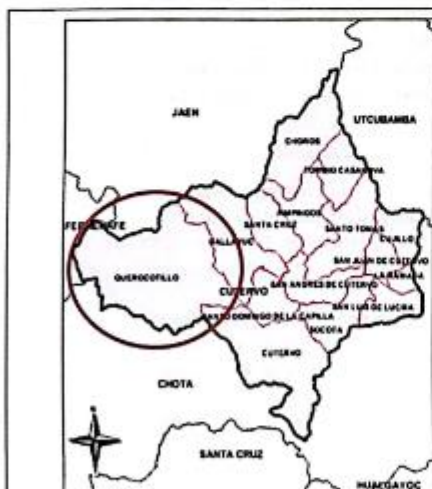 JAEN
UTCUBAMBA
CHOROS
TORIBIO CASANOVA
FERREÑAFE
PIMPINGOS
SANTA CRUZ
SANTO TOMAS
CALLAYUC
CUJILLO
SAN JUAN DE CUTERVO
LA RAMADA
QUEROCOTILLO
SAN ANDRES DE CUTERVO
CUTERVO
SAN LUIS DE LUCMA
SANTO DOMINGO DE LA CAPILLA
SOCOTA
CUTERVO
CHOTA
N
SANTA CRUZ
HUALGAYOC